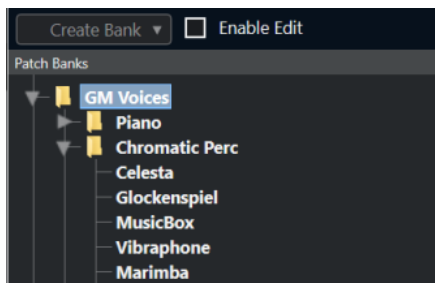 Create Bank Enable Edit
Patch Banks
GM Voices
Piano
Chromatic Perc
Celesta
Glockenspiel
MusicBox
Vibraphone
Marimba